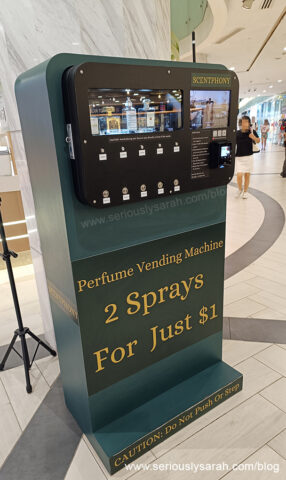 SCENTPHONY
www.seriouslysarah.com/blog
Perfume Vending Machine
2 Sprays
For Just $1
SCENTPHONY
CAUTION: Do Not Push Or Step
www.seriouslysarah.com/blog